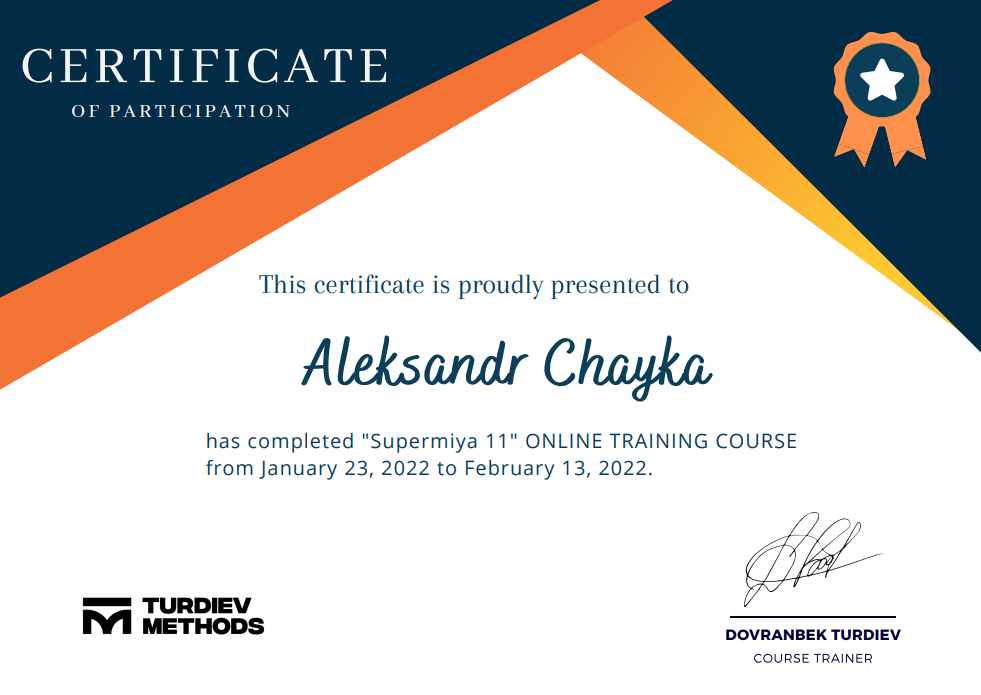 CERTIFICATE
OF PARTICIPATION
This certificate is proudly presented to
Aleksandr Chayka
has completed "Supermiya 11" ONLINE TRAINING COURSE
from January 23, 2022 to February 13, 2022.
TURDIEV
METHODS
DOVRANBEK TURDIEV
COURSE TRAINER